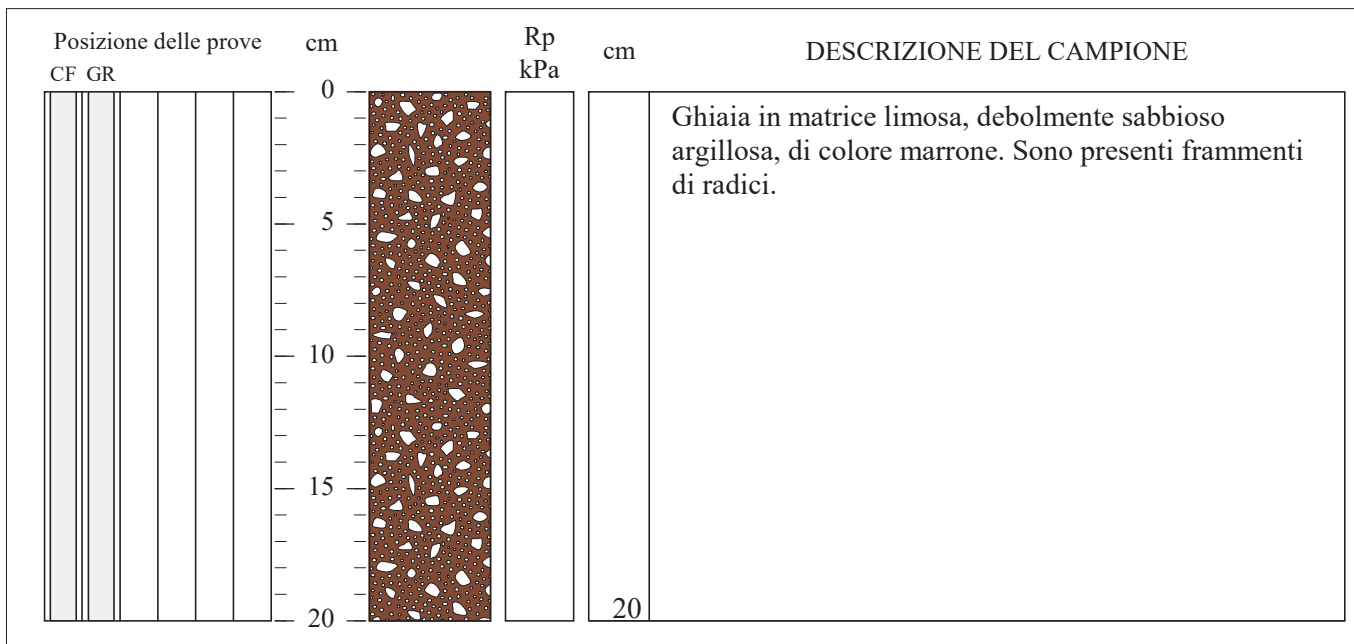 Posizione delle prove
CF GR
cm
Rp
kPa
cm
DESCRIZIONE DEL CAMPIONE
0
5
10
15
20
20
Ghiaia in matrice limosa, debolmente sabbioso
argillosa, di colore marrone. Sono presenti frammenti
di radici.